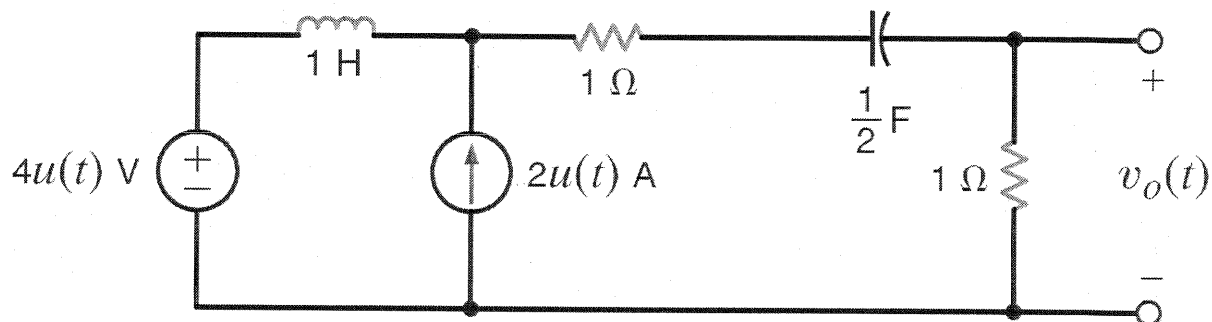 1 H
1 Ω
1/2 F
+
4u(t) V
+
−
2u(t) A
1 Ω
v_o(t)
−